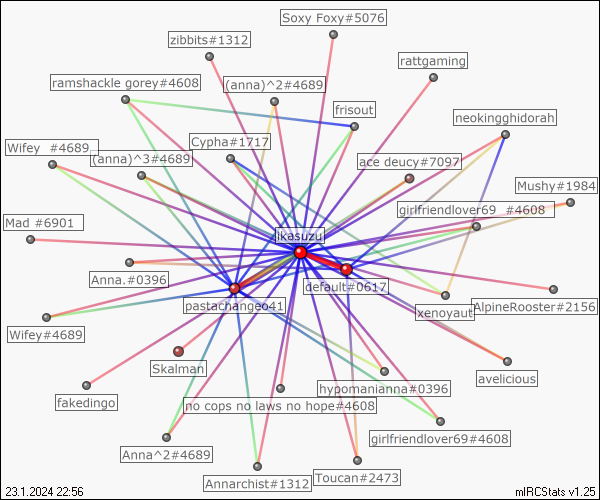 Soxy Foxy#5076
zibbits#1312
rattgaming
ramshackle gorey#4608
(anna)^2#4689
frisout
neokingghidorah
Cypha#1717
Wifey  #4689
(anna)^3#4689
ace deucy#7097
Mushy#1984
girlfriendlover69  #4608
Mad #6901
ikasuzu
Anna.#0396
default#0617
pastachangeo41
xenoyaut
AlpineRooster#2156
Wifey#4689
Skalman
avelicious
hypomarianna#0396
fakedingo
no cops no laws no hope#4608
girlfriendlover69#4608
Anna^2#4689
Toucan#2473
Annarchist#1312
23.1.2024 22:56
mIRCStats v1.25